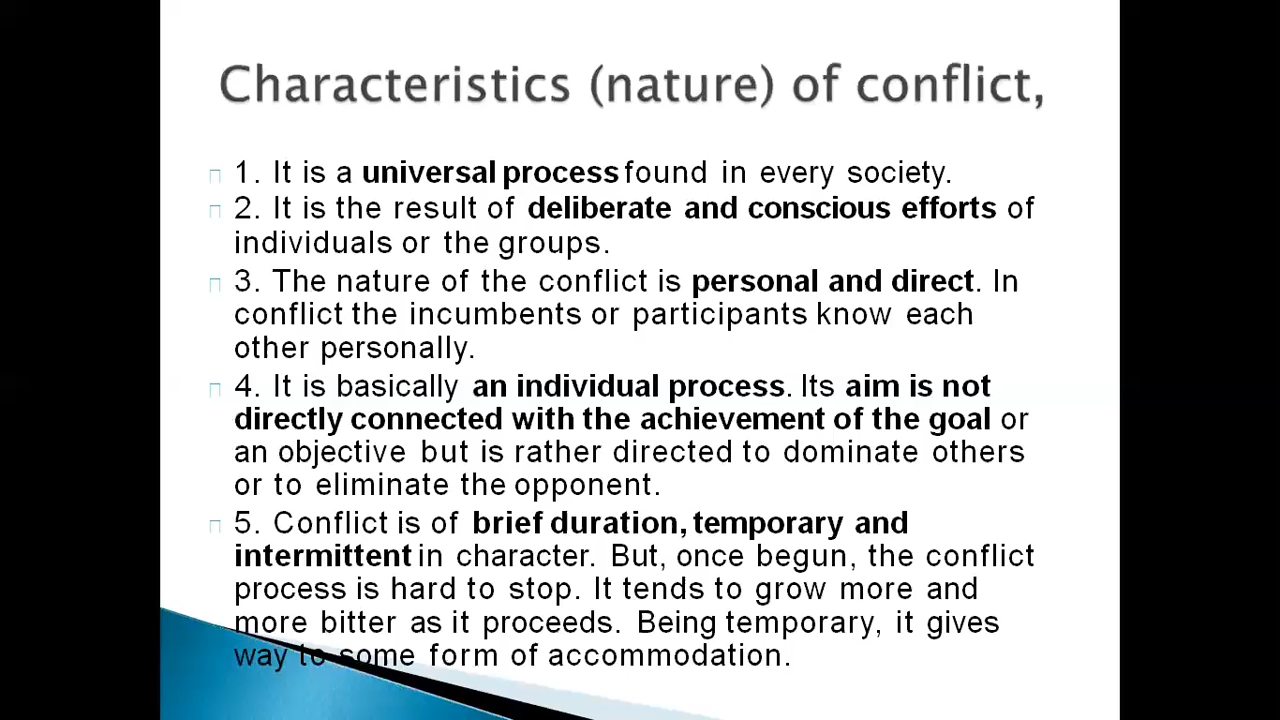 Characteristics (nature) of conflict,
1. It is a universal process found in every society.
2. It is the result of deliberate and conscious efforts of
individuals or the groups.
3. The nature of the conflict is personal and direct. In
conflict the incumbents or participants know each
other personally.
4. It is basically an individual process. Its aim is not
directly connected with the achievement of the goal or
an objective but is rather directed to dominate others
or to eliminate the opponent.
5. Conflict is of brief duration, temporary and
intermittent in character. But, once begun, the conflict
process is hard to stop. It tends to grow more and
more bitter as it proceeds. Being temporary, it gives
way to some form of accommodation.